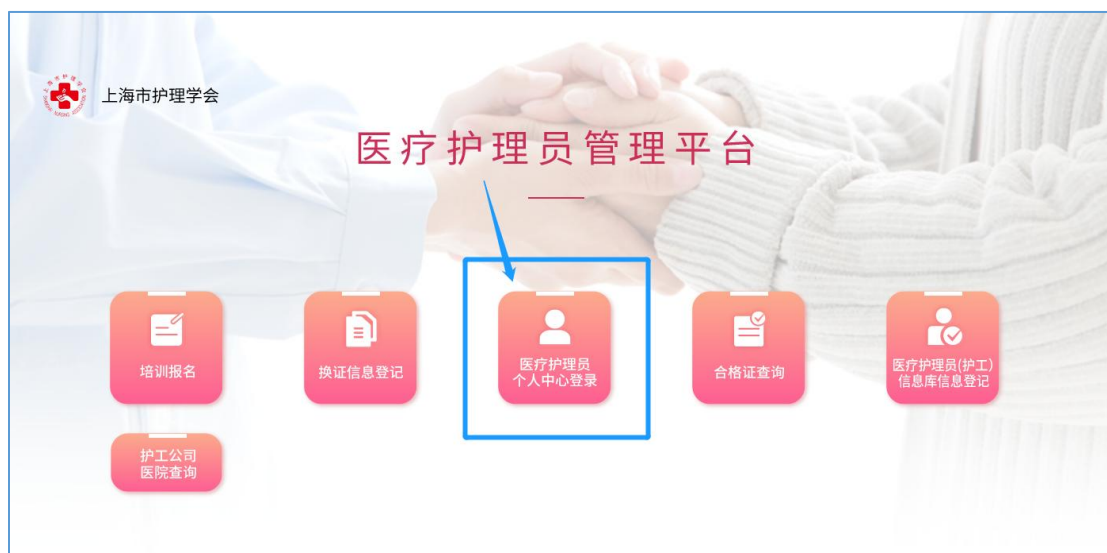 上海市护理学会
医疗护理员管理平台
培训报名
换证信息登记
医疗护理员
个人中心登录
合格证查询
医疗护理员(护工)
信息库信息登记
护工公司
医院查询